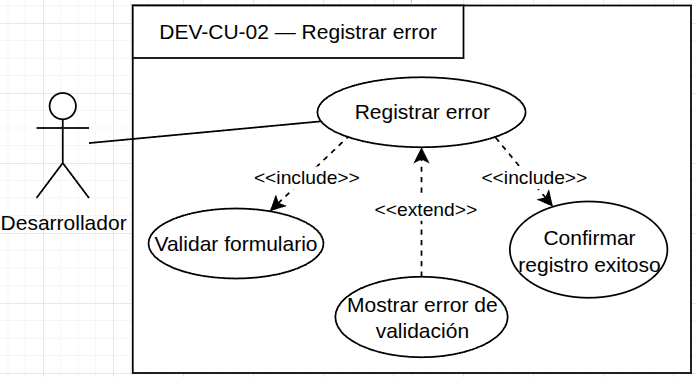 DEV-CU-02 — Registrar error
Registrar error
<<include>>
<<include>>
<<extend>>
Desarrollador
Validar formulario
Confirmar
registro exitoso
Mostrar error de
validación